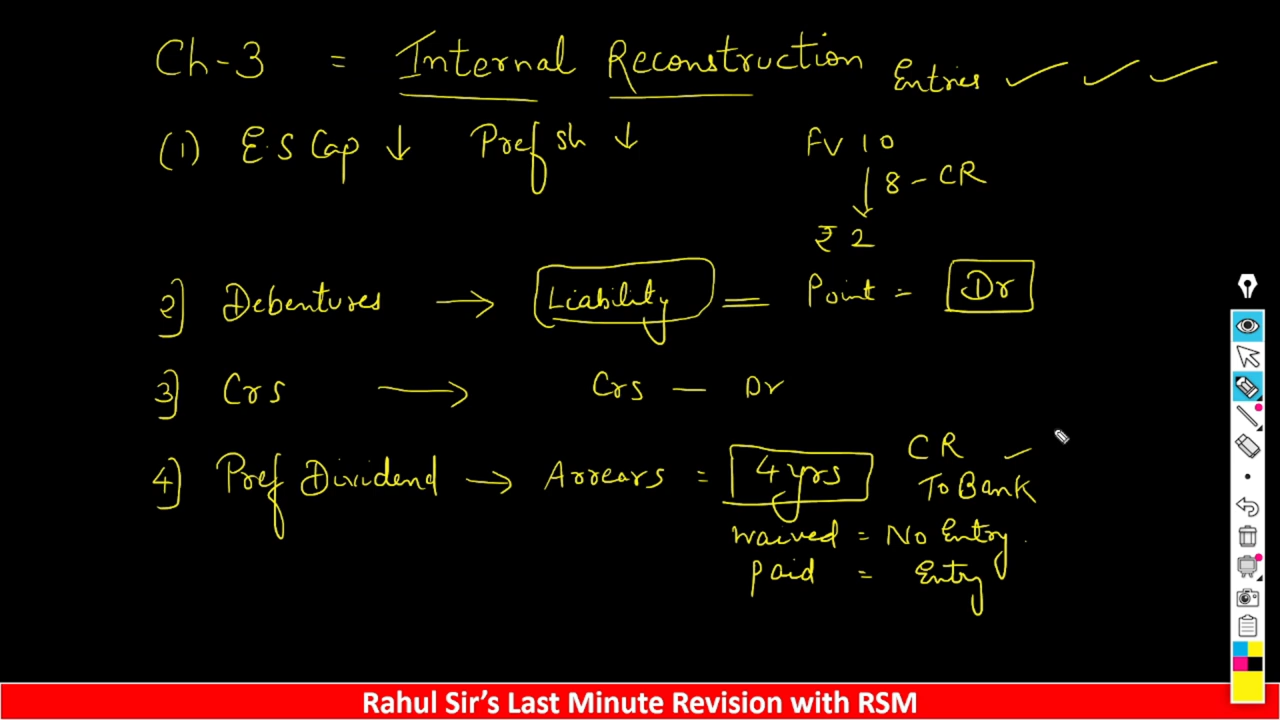 Ch-3 = Internal Reconstruction Entries ✓ ✓ ✓
(1) E.S Cap ↓ Pref sh ↓ FV 10
↓ 8 - CR
₹ 2
2] Debentures → Liability = Point = Dr
3] Crs → Crs — Dr
4] Pref Dividend → Arrears = 4 yrs CR ✓
To Bank
waived = No Entry.
paid = Entry
Rahul Sir's Last Minute Revision with RSM